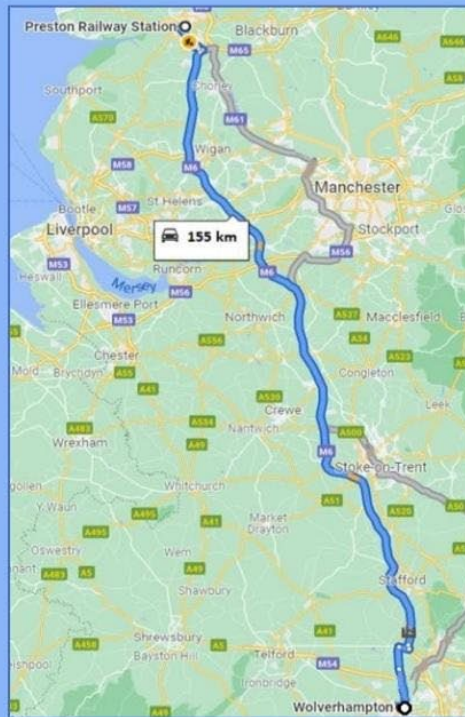 Preston Railway Station
Blackburn
A646
M65
Southport
Chorley
A570
M61
Wigan
M58
M6
Manchester
Bootle
M57
St Helens
Liverpool
155 km
Stockport
M53
M56
Heswall
Runcorn
M6
Mersey
M56
Ellesmere Port
A537
Macclesfield
M53
Northwich
A34
Chester
A556
A523
Mold
Brychdyn
A55
Congleton
A41
A530
Leek
Crewe
A483
A534
Nantwich
A500
Wrexham
A49
M6
Stoke-on-Trent
Whitchurch
A51
A495
A520
Y Waun
A41
Market
Drayton
A495
Oswestry
Wem
A483
A5
A49
Stafford
Shawbury
Shrewsbury
A41
A458
A5
Bayston Hill
Telford
M54
Ironbridge
Wolverhampton